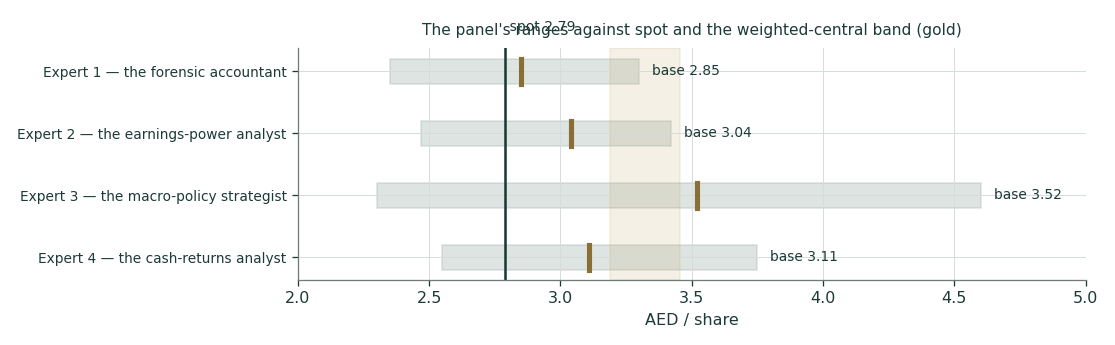 spot 2.79
The panel's ranges against spot and the weighted-central band (gold)
Expert 1 — the forensic accountant
base 2.85
Expert 2 — the earnings-power analyst
base 3.04
Expert 3 — the macro-policy strategist
base 3.52
Expert 4 — the cash-returns analyst
base 3.11
2.0 2.5 3.0 3.5 4.0 4.5 5.0
AED / share